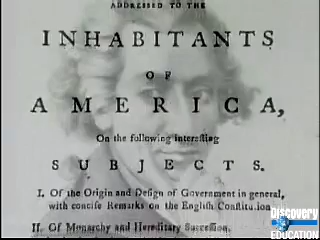 ADDRESSED TO THE
INHABITANTS
OF
AMERICA,
On the following interesting
SUBJECTS.
I. Of the Origin and Design of Government in general,
with concise Remarks on the English Constitution
II. Of Monarchy and Hereditary Succession.
Discovery
EDUCATION